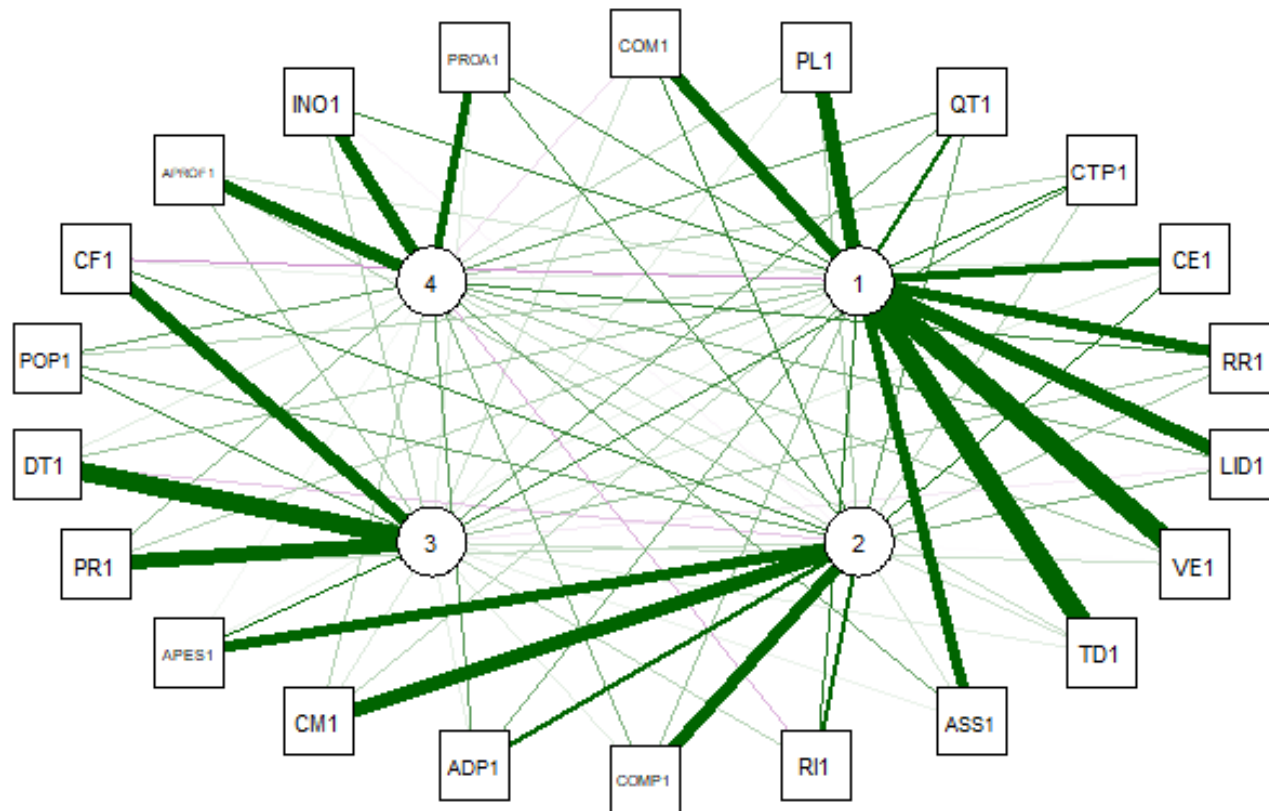 COM1
PROA1
PL1
INO1
QT1
APROF1
CTP1
CF1
CE1
4
1
POP1
RR1
DT1
LID1
3
2
PR1
VE1
APES1
TD1
CM1
ASS1
ADP1
COMP1
RI1